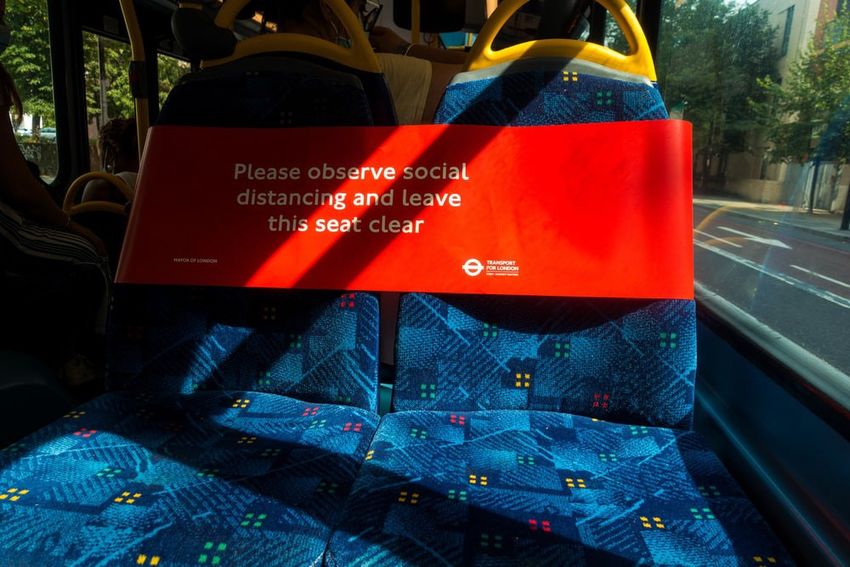 Please observe social
distancing and leave
this seat clear
MAYOR OF LONDON
TRANSPORT
FOR LONDON